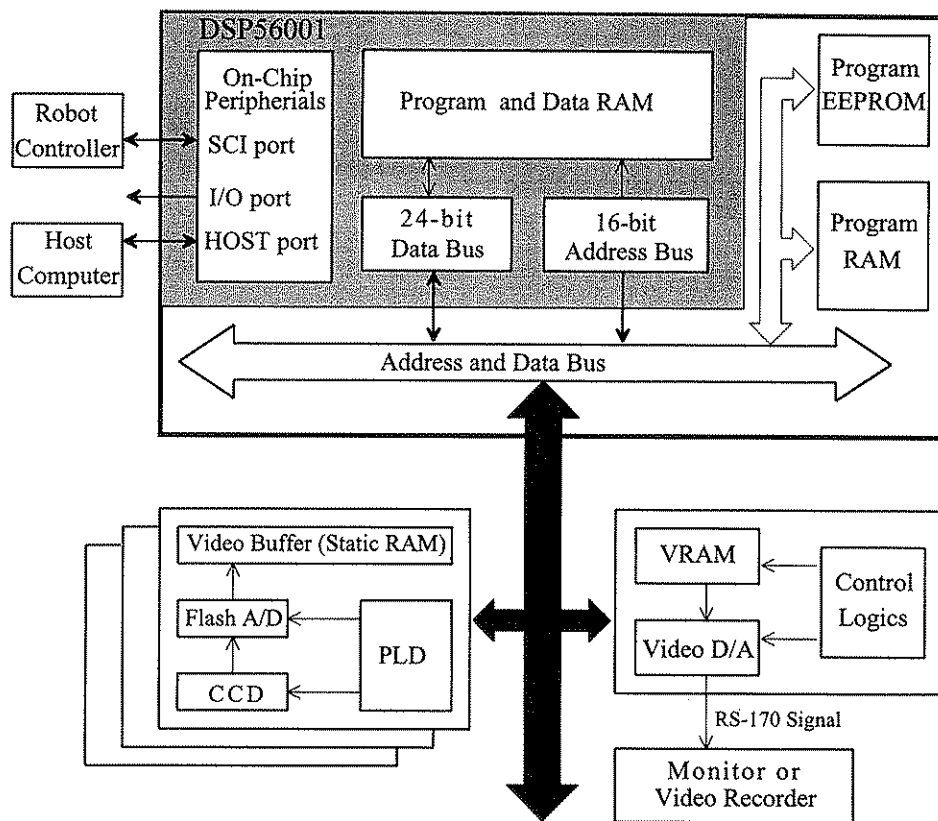 DSP56001
On-Chip
Peripherials
SCI port
I/O port
HOST port
Program and Data RAM
24-bit
Data Bus
16-bit
Address Bus
Robot
Controller
Host
Computer
Program
EEPROM
Program
RAM
Address and Data Bus
Video Buffer (Static RAM)
Flash A/D
CCD
PLD
VRAM
Video D/A
Control
Logics
RS-170 Signal
Monitor or
Video Recorder